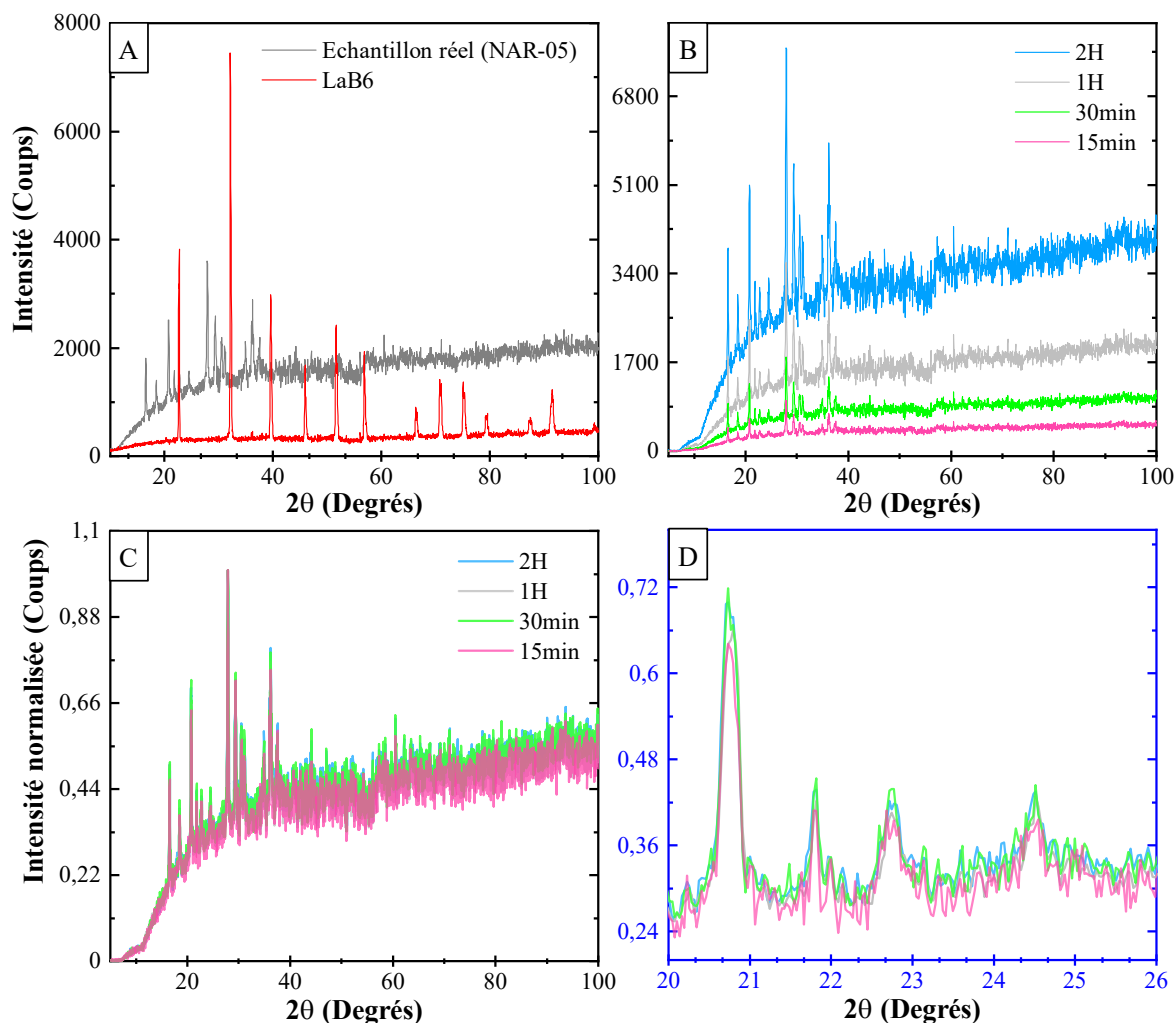 A
Echantillon réel (NAR-05)
LaB6
8000
6000
4000
2000
0
20
40
60
80
100
Intensité (Coups)
2θ (Degrés)
B
2H
1H
30min
15min
6800
5100
3400
1700
0
20
40
60
80
100
2θ (Degrés)
C
2H
1H
30min
15min
1,1
0,88
0,66
0,44
0,22
0
20
40
60
80
100
Intensité normalisée (Coups)
2θ (Degrés)
D
2H
1H
30min
15min
0,72
0,6
0,48
0,36
0,24
20
21
22
23
24
25
26
2θ (Degrés)